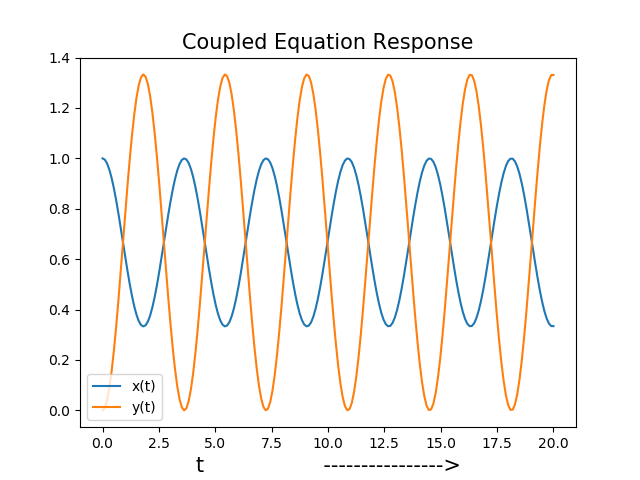 Coupled Equation Response
1.4
1.2
1.0
0.8
0.6
0.4
0.2
0.0
x(t)
y(t)
0.0 2.5 5.0 7.5 10.0 12.5 15.0 17.5 20.0
t ---------------->